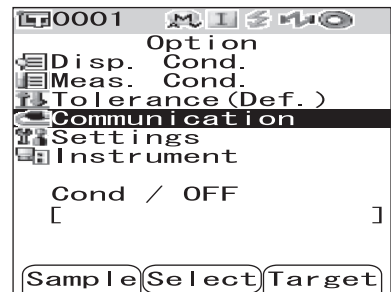 0001 M I
Option
Disp. Cond.
Meas. Cond.
Tolerance(Def.)
Communication
Settings
Instrument
Cond / OFF
[ ]
Sample Select Target